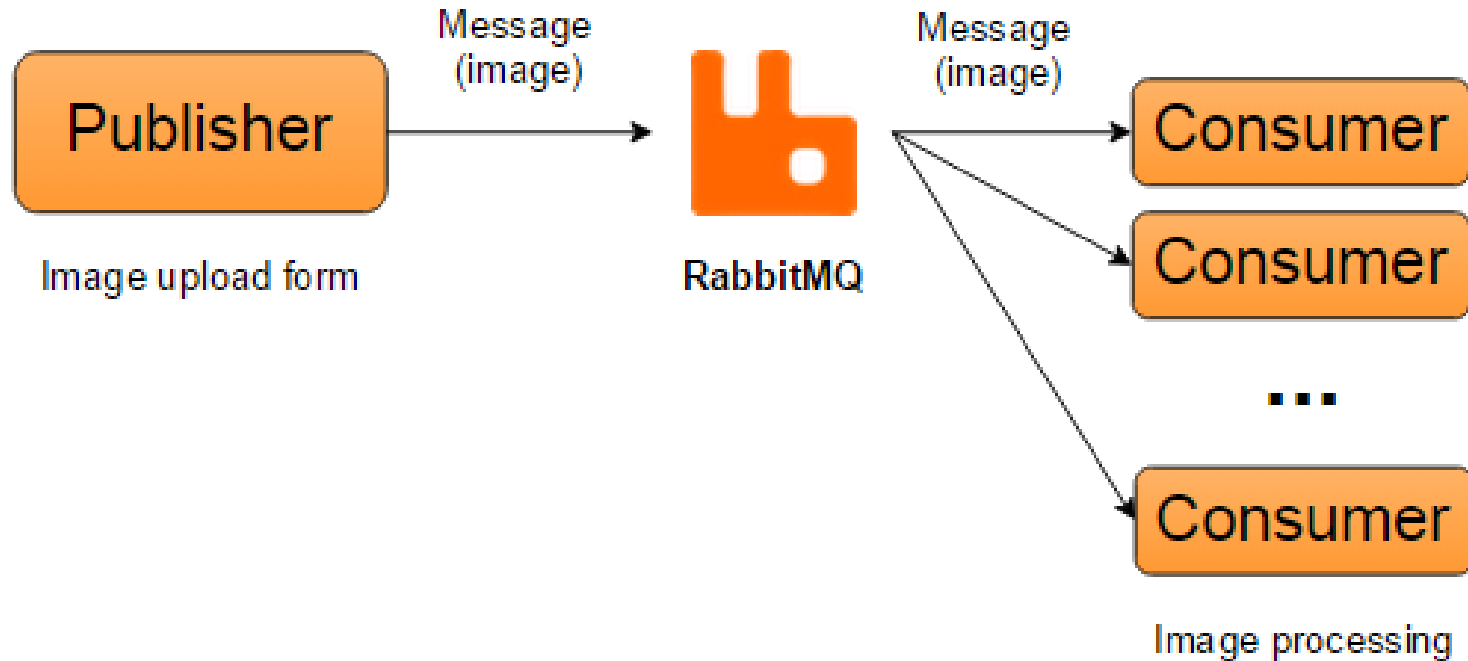 Message
(image)
Message
(image)
Publisher
Consumer
Consumer
Image upload form
RabbitMQ
...
Consumer
Image processing